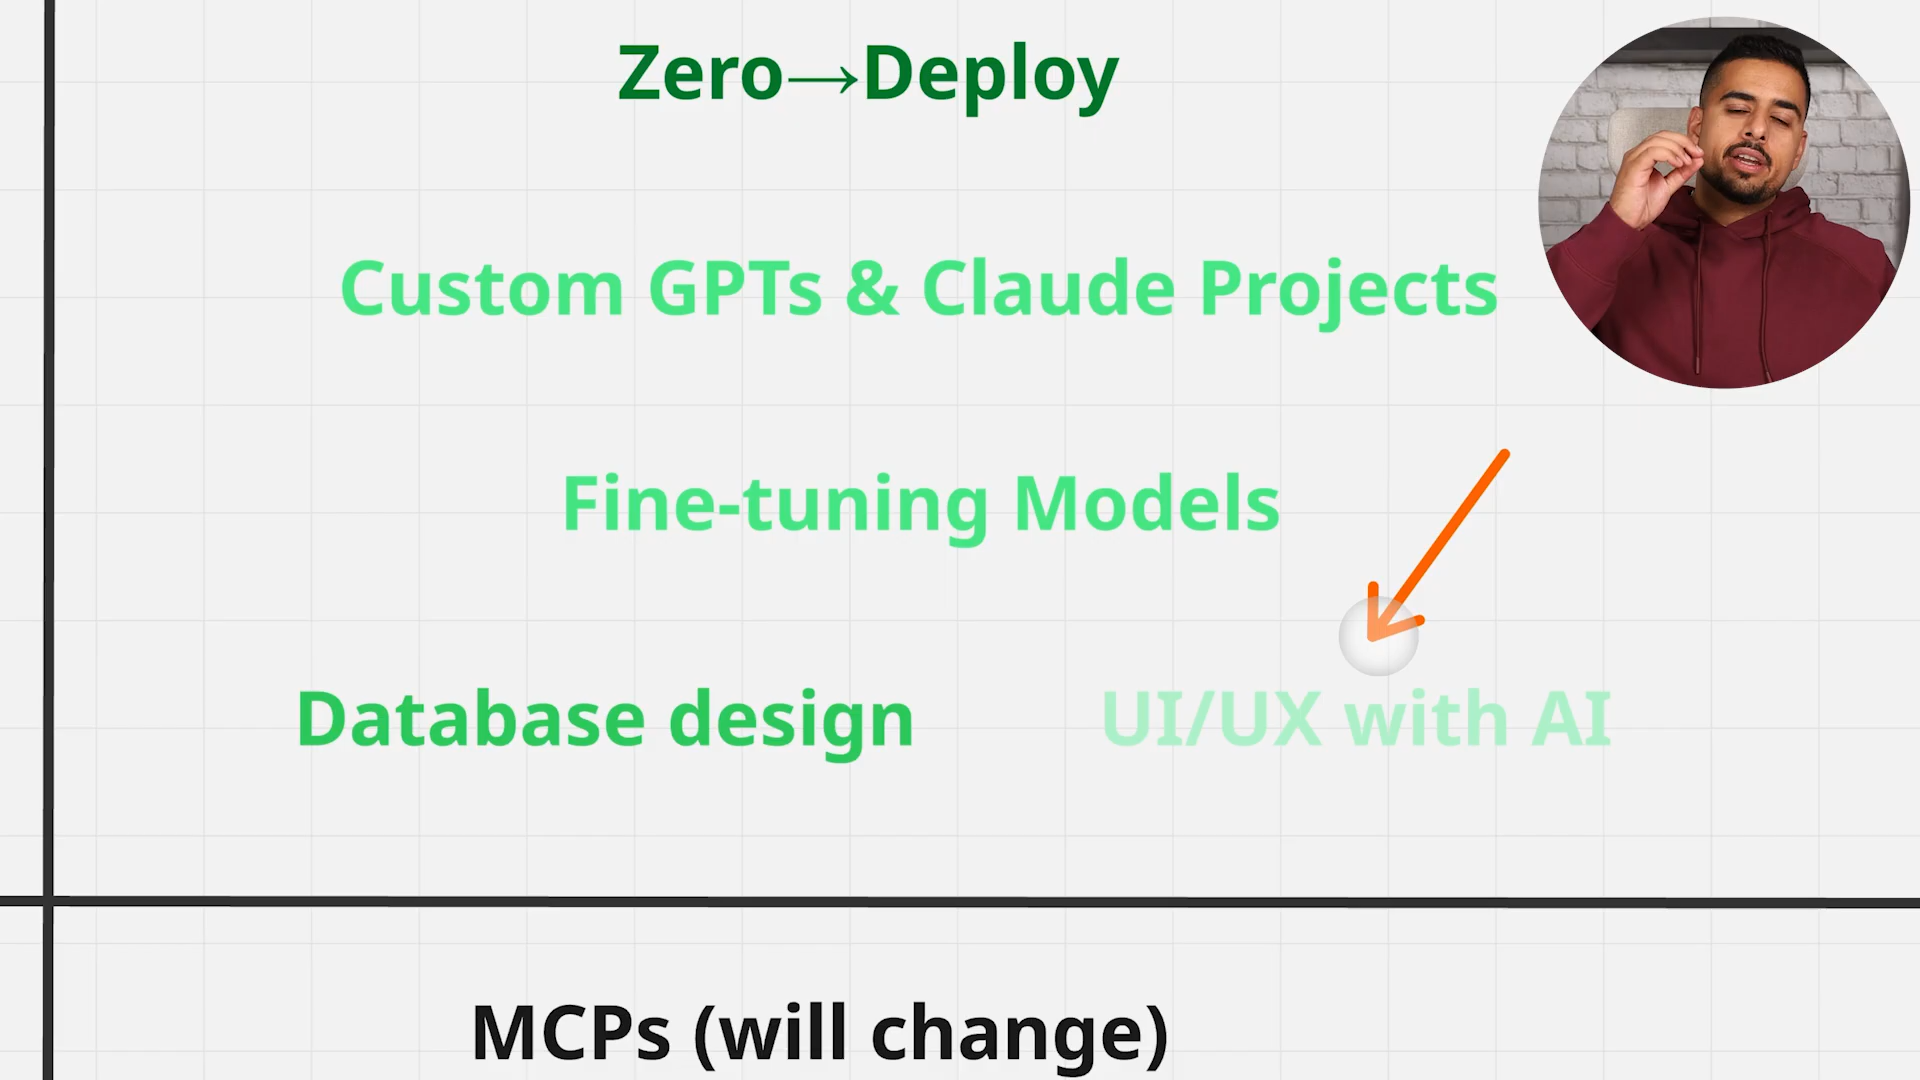 Zero→Deploy
Custom GPTs & Claude Projects
Fine-tuning Models
Database design
UI/UX with AI
MCPs (will change)